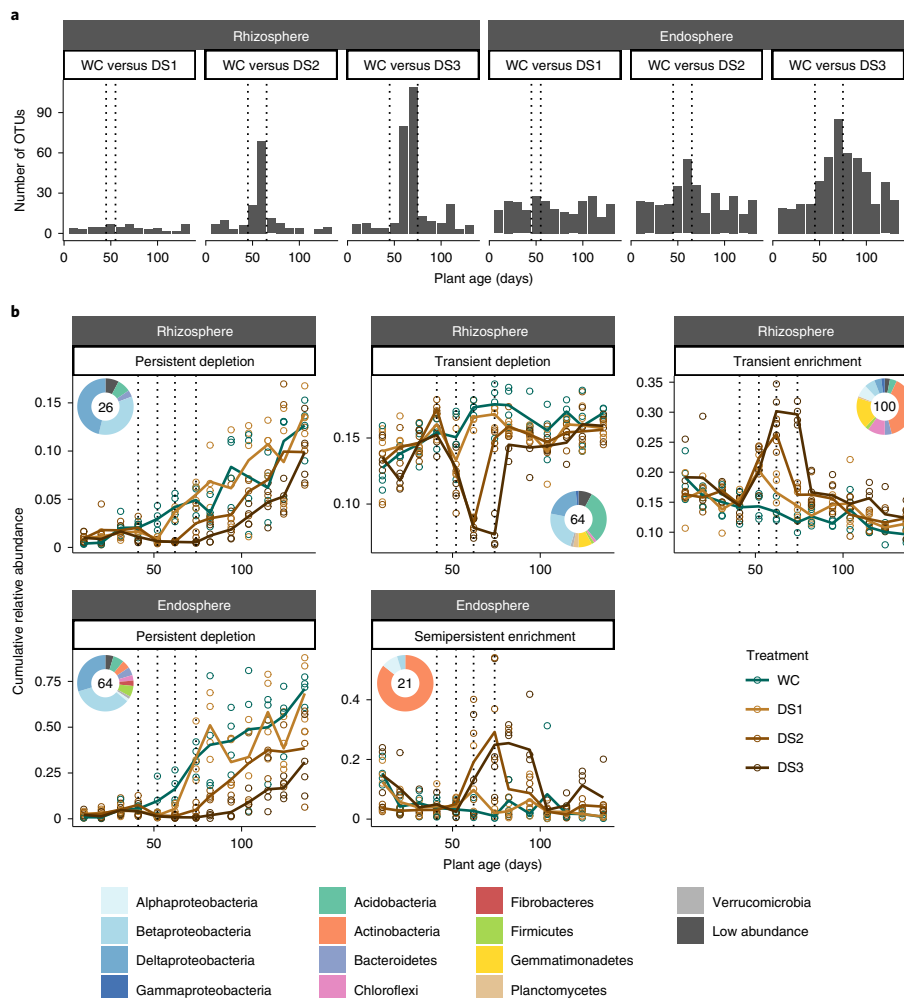 a
Rhizosphere Endosphere
WC versus DS1 WC versus DS2 WC versus DS3 WC versus DS1 WC versus DS2 WC versus DS3
Number of OTUs
90
60
30
0
0 50 100 0 50 100 0 50 100 0 50 100 0 50 100 0 50 100
Plant age (days)
b
Rhizosphere Rhizosphere Rhizosphere
Persistent depletion Transient depletion Transient enrichment
Cumulative relative abundance
0.15
0.10
0.05
0
26
50 100
0.15
0.10
64
50 100
0.35
0.30
0.25
0.20
0.15
0.10
100
50 100
Endosphere Endosphere
Persistent depletion Semipersistent enrichment
0.75
0.50
0.25
0
64
50 100
0.4
0.2
0
21
50 100
Plant age (days)
Treatment
WC
DS1
DS2
DS3
Alphaproteobacteria Acidobacteria Fibrobacteres Verrucomicrobia
Betaproteobacteria Actinobacteria Firmicutes Low abundance
Deltaproteobacteria Bacteroidetes Gemmatimonadetes
Gammaproteobacteria Chloroflexi Planctomycetes